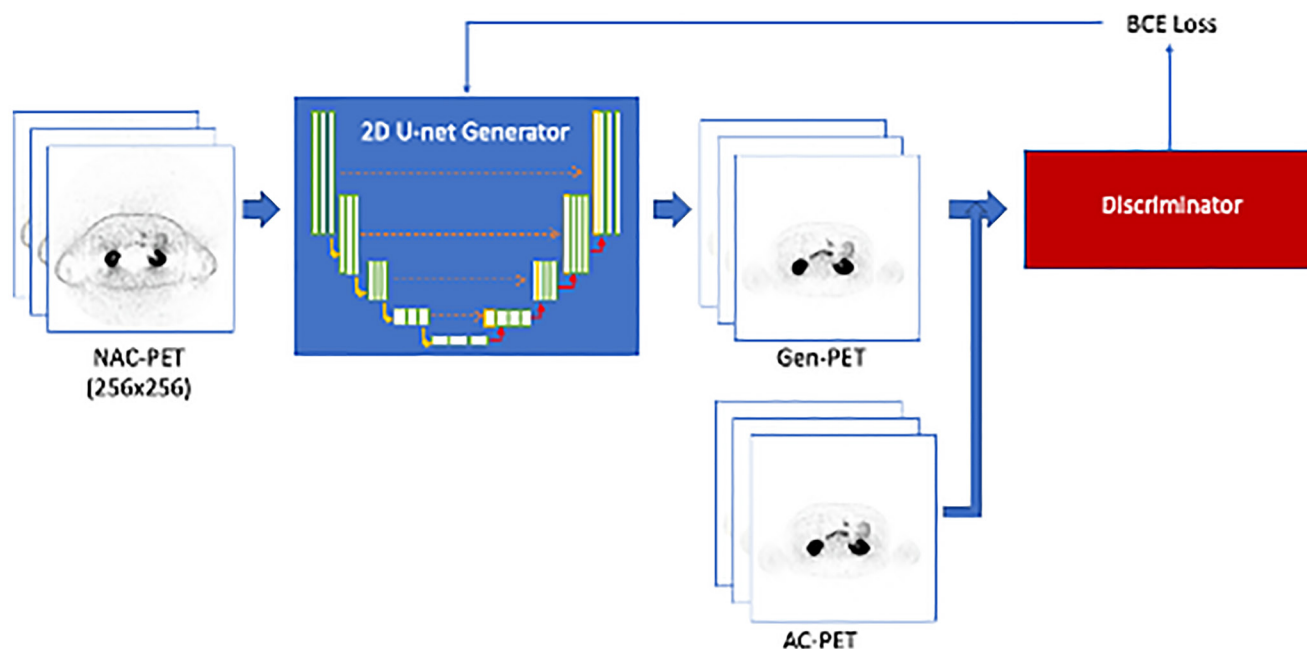 BCE Loss
2D U-net Generator
Discriminator
NAC-PET
(256x256)
Gen-PET
AC-PET